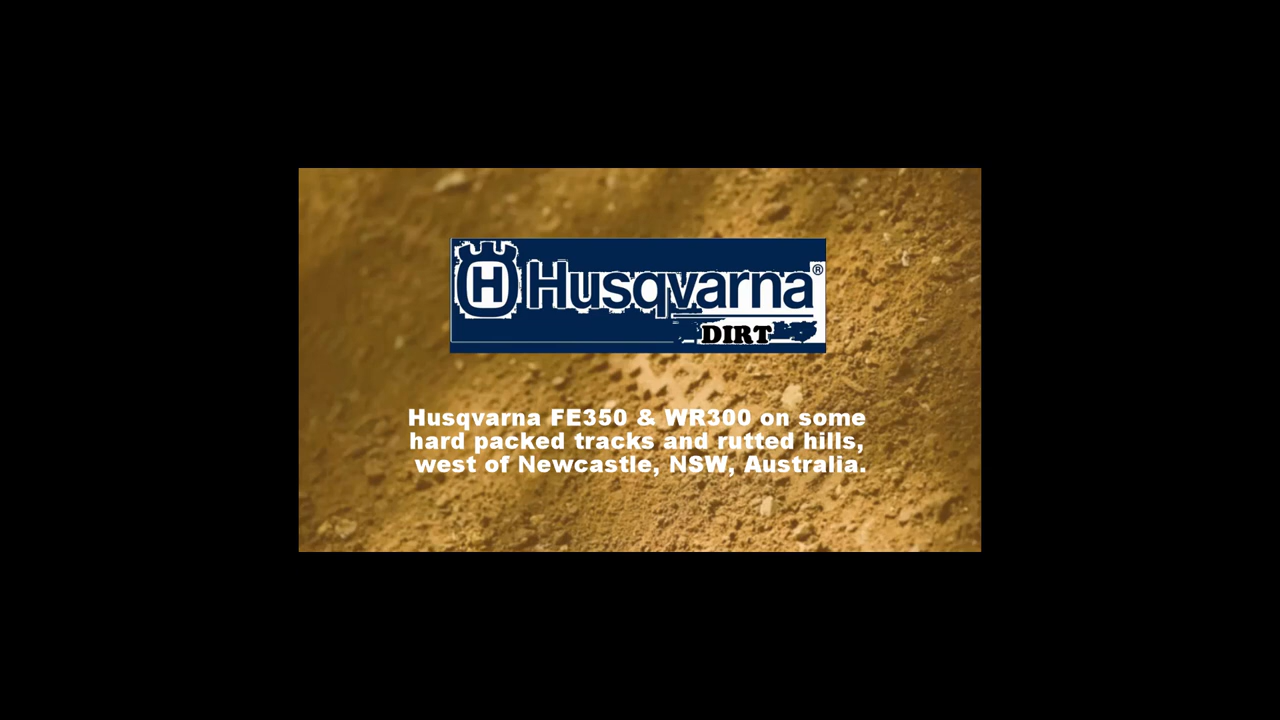 H Husqvarna®
DIRT
Husqvarna FE350 & WR300 on some
hard packed tracks and rutted hills,
west of Newcastle, NSW, Australia.